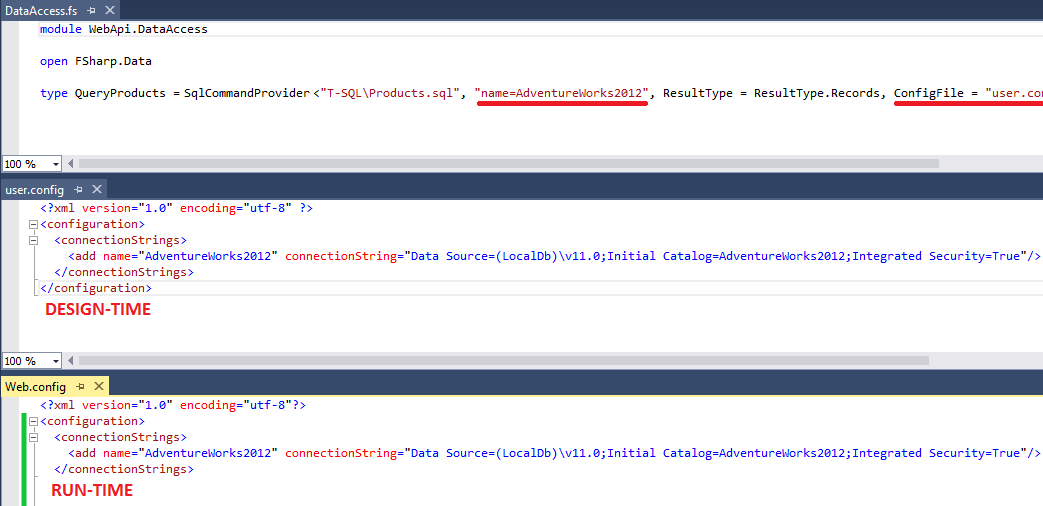 DataAccess.fs
module WebApi.DataAccess
open FSharp.Data
type QueryProducts = SqlCommandProvider<"T-SQL\Products.sql", "name=AdventureWorks2012", ResultType = ResultType.Records, ConfigFile = "user.con
100 %
user.config
<?xml version="1.0" encoding="utf-8" ?>
<configuration>
<connectionStrings>
<add name="AdventureWorks2012" connectionString="Data Source=(LocalDb)\v11.0;Initial Catalog=AdventureWorks2012;Integrated Security=True"/>
</connectionStrings>
</configuration>
DESIGN-TIME
100 %
Web.config
<?xml version="1.0" encoding="utf-8"?>
<configuration>
<connectionStrings>
<add name="AdventureWorks2012" connectionString="Data Source=(LocalDb)\v11.0;Initial Catalog=AdventureWorks2012;Integrated Security=True"/>
</connectionStrings>
RUN-TIME